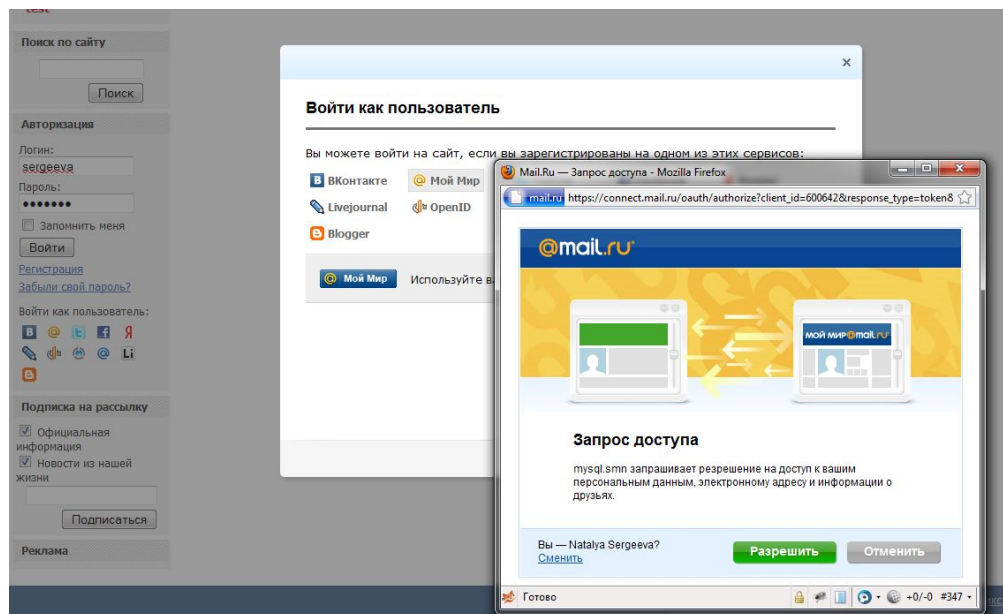 test
Поиск по сайту
Поиск
Авторизация
Логин:
sergeeva
Пароль:
Запомнить меня
Войти
Регистрация
Забыли свой пароль?
Войти как пользователь:
Подписка на рассылку
Официальная
информация
Новости из нашей
жизни
Подписаться
Реклама
Войти как пользователь
Вы можете войти на сайт, если вы зарегистрированы на одном из этих сервисов:
ВКонтакте
Мой Мир
Livejournal
OpenID
Blogger
Мой Мир
Используйте
Mail.Ru — Запрос доступа - Mozilla Firefox
mail.ru https://connect.mail.ru/oauth/authorize?client_id=600642&response_type=token&
@mail.ru
мой мир@mail.ru
Запрос доступа
mysql.smn запрашивает резрешение на доступ к вашим
персональным данным, электронному адресу и информации о
друзьях.
Вы — Natalya Sergeeva?
Сменить
Разрешить
Отменить
Готово
+0/-0 #347